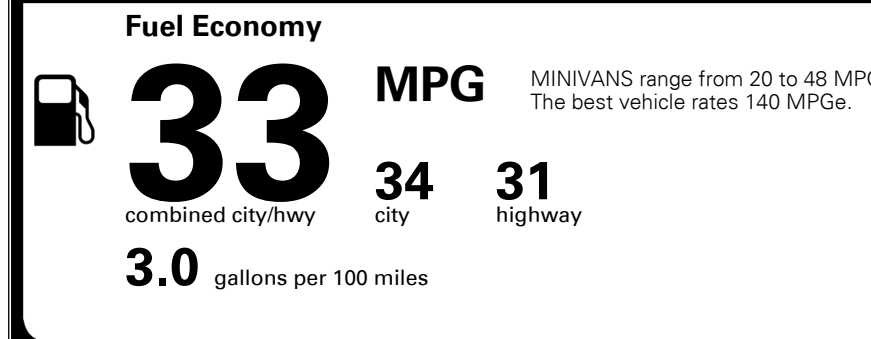 Fuel Economy
33 MPG
MINIVANS range from 20 to 48 MPG
The best vehicle rates 140 MPGe.
34 31
combined city/hwy city highway
3.0 gallons per 100 miles